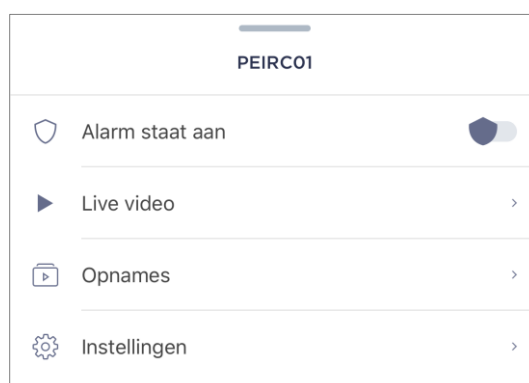 PEIRC01
Alarm staat aan
Live video
Opnames
Instellingen